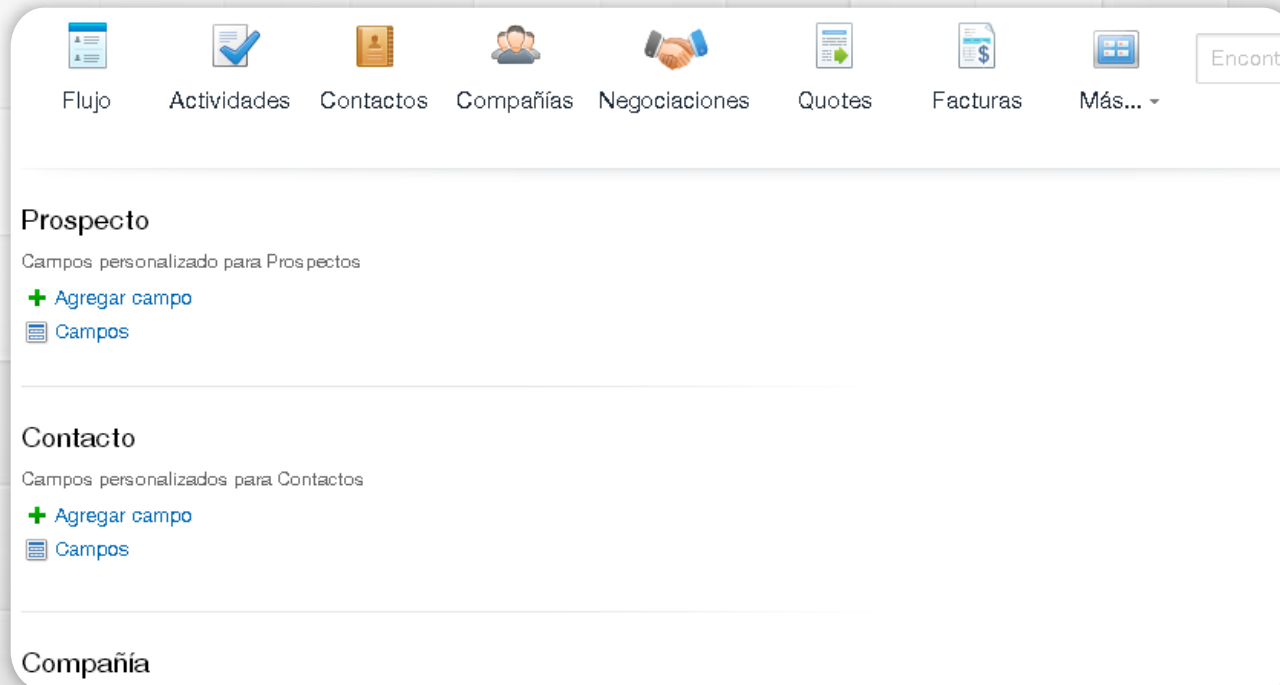 Flujo Actividades Contactos Compañías Negociaciones Quotes Facturas Más... Encont
Prospecto
Campos personalizado para Prospectos
Agregar campo
Campos
Contacto
Campos personalizados para Contactos
Agregar campo
Campos
Compañía